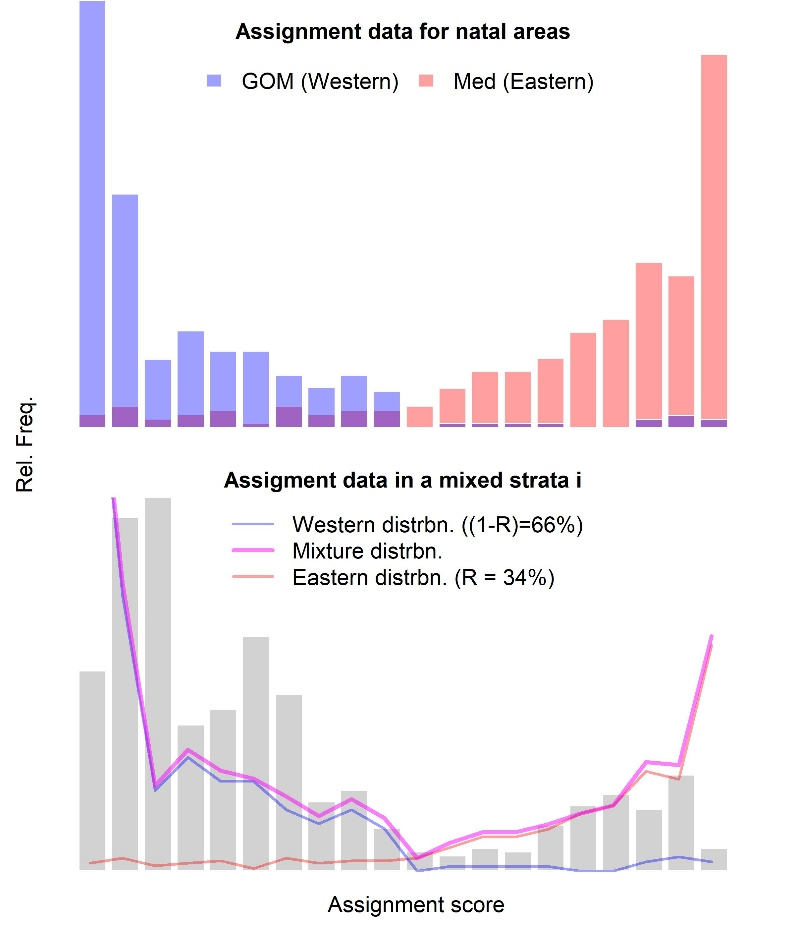 Assignment data for natal areas
GOM (Western) Med (Eastern)
Rel. Freq.
Assigment data in a mixed strata i
Western distrbn. ((1-R)=66%)
Mixture distrbn.
Eastern distrbn. (R = 34%)
Assignment score